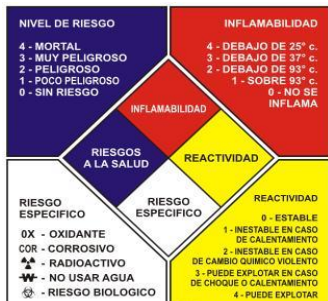 NIVEL DE RIESGO
4 - MORTAL
3 - MUY PELIGROSO
2 - PELIGROSO
1 - POCO PELIGROSO
0 - SIN RIESGO
INFLAMABILIDAD
4 - DEBAJO DE 25° c.
3 - DEBAJO DE 37° c.
2 - DEBAJO DE 93° c.
1 - SOBRE 93° c.
0 - NO SE
INFLAMA
INFLAMABILIDAD
RIESGOS
A LA SALUD
REACTIVIDAD
RIESGO
ESPECIFICO
RIESGO
ESPECIFICO
0X - OXIDANTE
COR - CORROSIVO
- RADIOACTIVO
W - NO USAR AGUA
- RIESGO BIOLOGICO
REACTIVIDAD
0 - ESTABLE
1 - INESTABLE EN CASO
DE CALENTAMIENTO
2 - INESTABLE EN CASO
DE CAMBIO QUIMICO VIOLENTO
3 - PUEDE EXPLOTAR EN CASO
DE CHOQUE O CALENTAMIENTO
4 - PUEDE EXPLOTAR